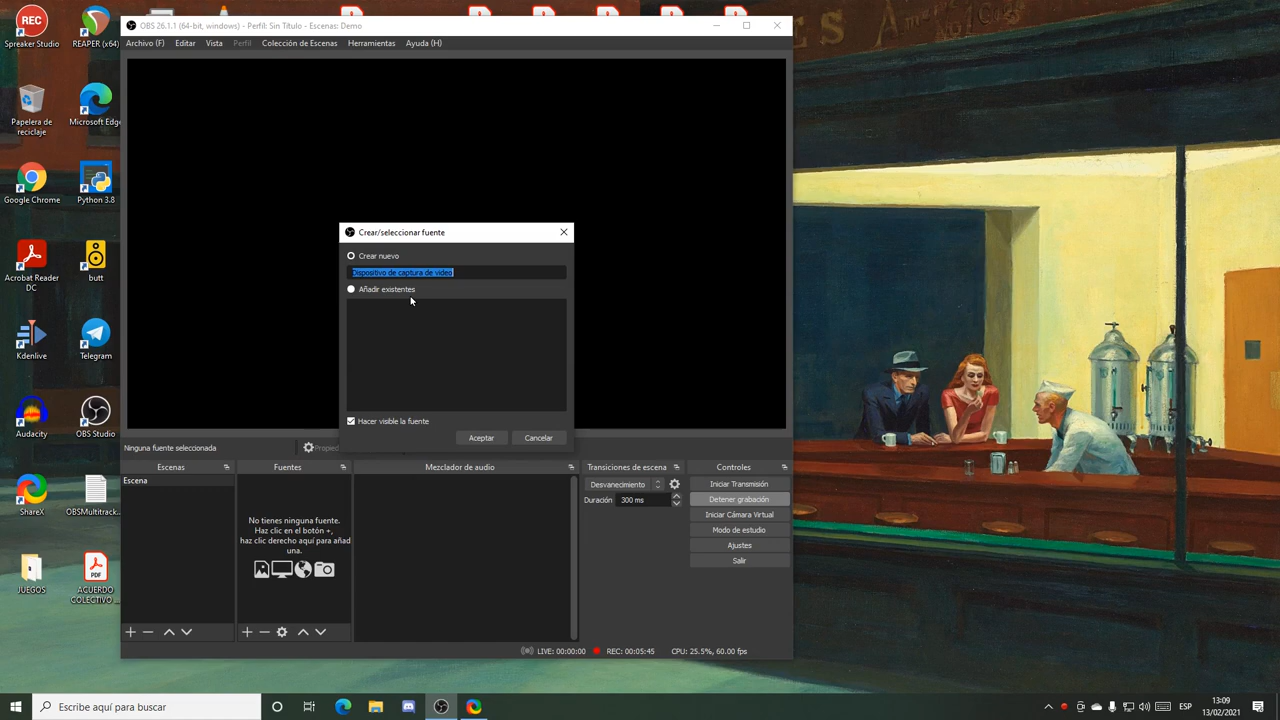 OBS 26.1.1 (64-bit, windows) - Perfil: Sin Título - Escenas: Demo
Archivo (F) Editar Vista Perfil Colección de Escenas Herramientas Ayuda (H)
REC
Speaker Studio
REAPER (x64)
Papelera de reciclaje
Microsoft Edge
Google Chrome
Python 3.8
Acrobat Reader DC
butt
Kdenlive
Telegram
Audacity
OBS Studio
ShareX
OBSMultitrack...
JUEGOS
PDF
ACUERDO COLECTIVO ...
Crear/seleccionar fuente
Crear nuevo
Dispositivo de captura de video
Añadir existentes
Hacer visible la fuente
Aceptar Cancelar
Ninguna fuente seleccionada
Propied
Escenas
Escena
Fuentes
No tienes ninguna fuente.
Haz clic en el botón +,
haz clic derecho aquí para añad
una.
Mezclador de audio
Transiciones de escena
Desvanecimiento
Duración 300 ms
Controles
Iniciar Transmisión
Detener grabación
Iniciar Cámara Virtual
Modo de estudio
Ajustes
Salir
LIVE: 00:00:00 REC: 00:05:45 CPU: 25.5%, 60.00 fps
Escribe aquí para buscar
ESP
13:09
13/02/2021